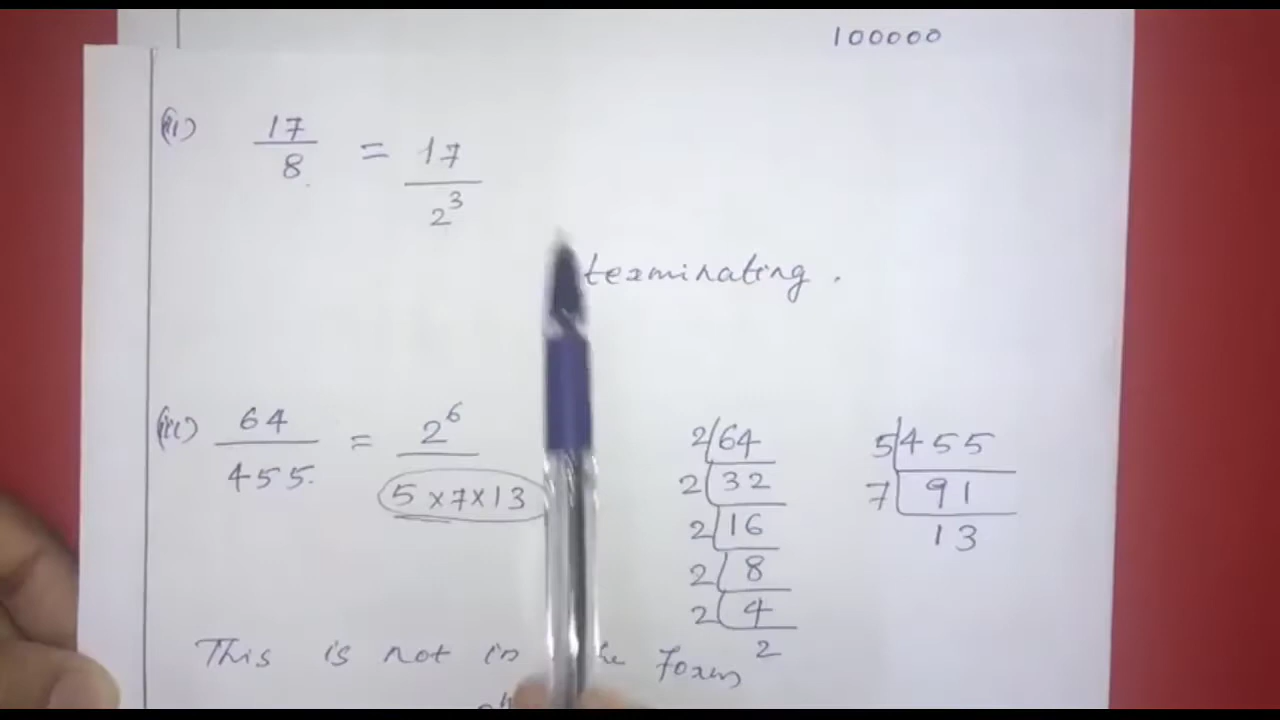 100000
(ii) 17/8 = 17/2³
terminating.
(iii) 64/455. = 2⁶/5×7×13
2 64
2 32
2 16
2 8
2 4
2
5 455
7 91
13
This is not in form